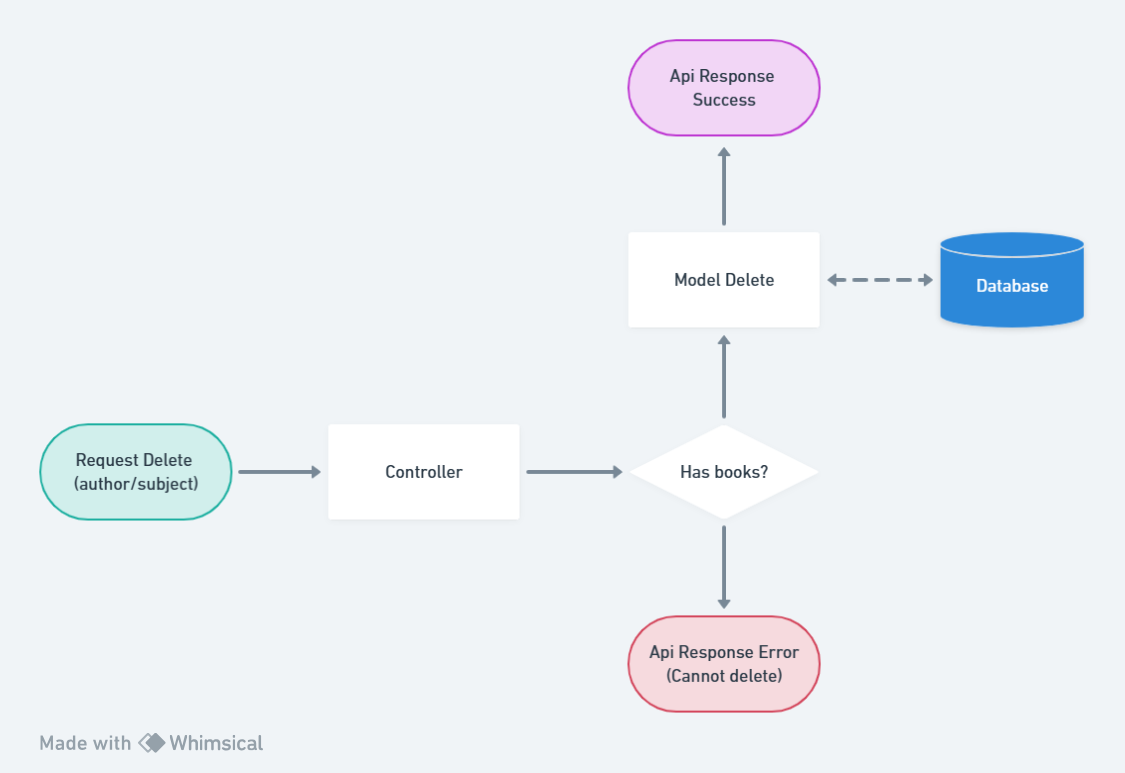 Api Response
Success
Model Delete
Database
Request Delete
(author/subject)
Controller
Has books?
Api Response Error
(Cannot delete)
Made with Whimsical